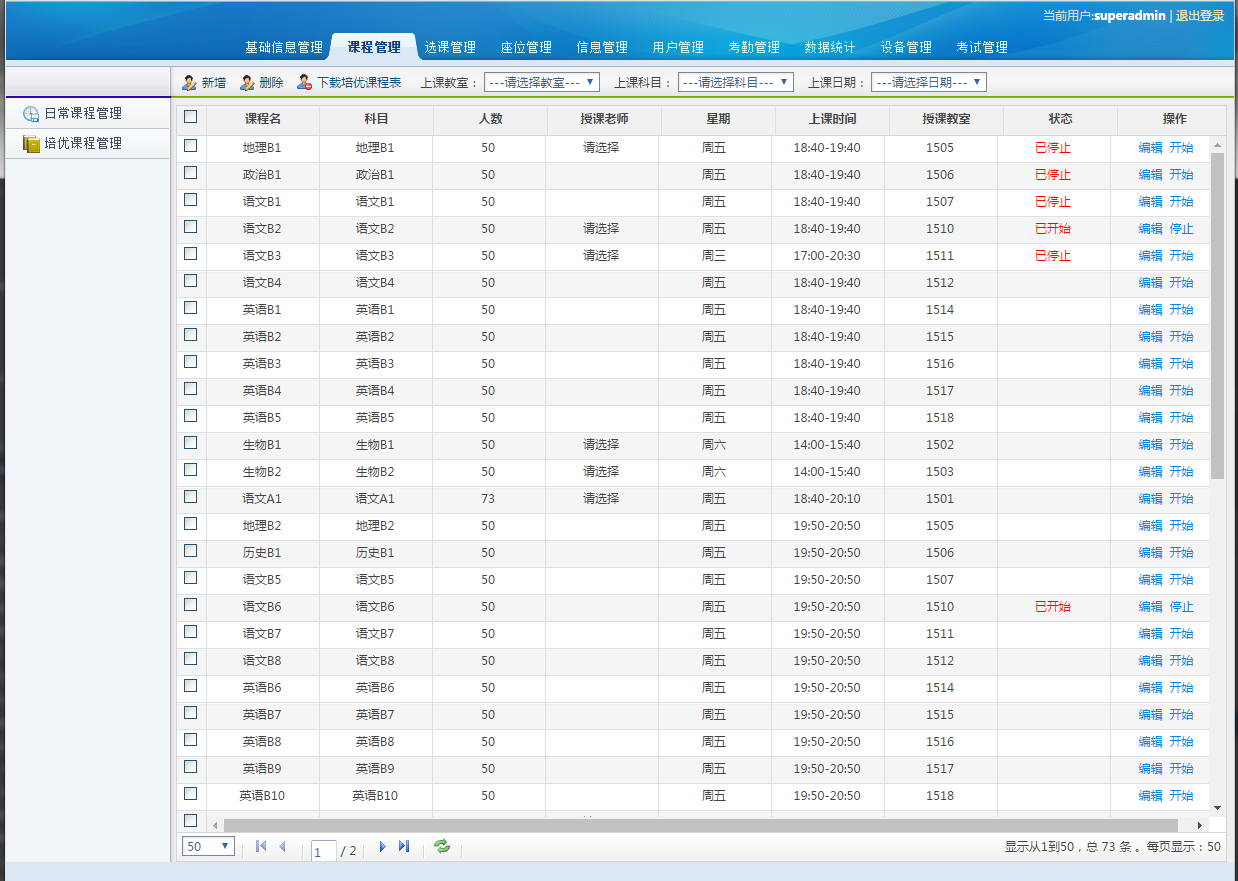 当前用户:superadmin | 退出登录
基础信息管理 课程管理 选课管理 座位管理 信息管理 用户管理 考勤管理 数据统计 设备管理 考试管理
新增 删除 下载培优课程表 上课教室： ---请选择教室--- 上课科目： ---请选择科目--- 上课日期： ---请选择日期---
日常课程管理
培优课程管理
课程名 科目 人数 授课老师 星期 上课时间 授课教室 状态 操作
地理B1 地理B1 50 请选择 周五 18:40-19:40 1505 已停止 编辑 开始
政治B1 政治B1 50 周五 18:40-19:40 1506 已停止 编辑 开始
语文B1 语文B1 50 周五 18:40-19:40 1507 已停止 编辑 开始
语文B2 语文B2 50 请选择 周五 18:40-19:40 1510 已开始 编辑 停止
语文B3 语文B3 50 请选择 周三 17:00-20:30 1511 已停止 编辑 开始
语文B4 语文B4 50 周五 18:40-19:40 1512 编辑 开始
英语B1 英语B1 50 周五 18:40-19:40 1514 编辑 开始
英语B2 英语B2 50 周五 18:40-19:40 1515 编辑 开始
英语B3 英语B3 50 周五 18:40-19:40 1516 编辑 开始
英语B4 英语B4 50 周五 18:40-19:40 1517 编辑 开始
英语B5 英语B5 50 周五 18:40-19:40 1518 编辑 开始
生物B1 生物B1 50 请选择 周六 14:00-15:40 1502 编辑 开始
生物B2 生物B2 50 请选择 周六 14:00-15:40 1503 编辑 开始
语文A1 语文A1 73 请选择 周五 18:40-20:10 1501 编辑 开始
地理B2 地理B2 50 周五 19:50-20:50 1505 编辑 开始
历史B1 历史B1 50 周五 19:50-20:50 1506 编辑 开始
语文B5 语文B5 50 周五 19:50-20:50 1507 编辑 开始
语文B6 语文B6 50 周五 19:50-20:50 1510 已开始 编辑 停止
语文B7 语文B7 50 周五 19:50-20:50 1511 编辑 开始
语文B8 语文B8 50 周五 19:50-20:50 1512 编辑 开始
英语B6 英语B6 50 周五 19:50-20:50 1514 编辑 开始
英语B7 英语B7 50 周五 19:50-20:50 1515 编辑 开始
英语B8 英语B8 50 周五 19:50-20:50 1516 编辑 开始
英语B9 英语B9 50 周五 19:50-20:50 1517 编辑 开始
英语B10 英语B10 50 周五 19:50-20:50 1518 编辑 开始
50 1 / 2 显示从1到50，总 73 条 。每页显示：50